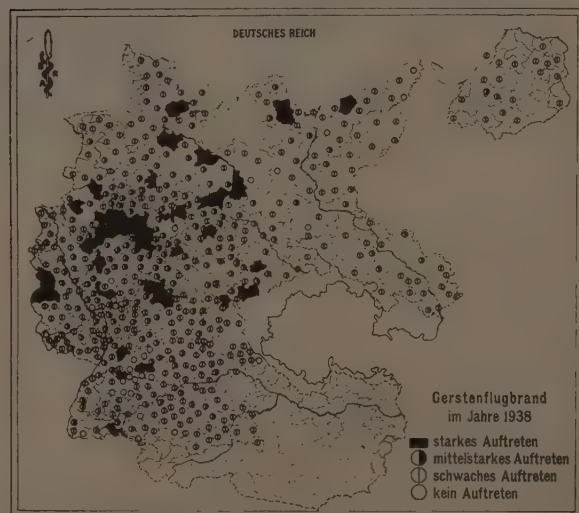 DEUTSCHES REICH
Gerstenflugbrand
im Jahre 1938
starkes Auftreten
mittelstarkes Auftreten
schwaches Auftreten
kein Auftreten